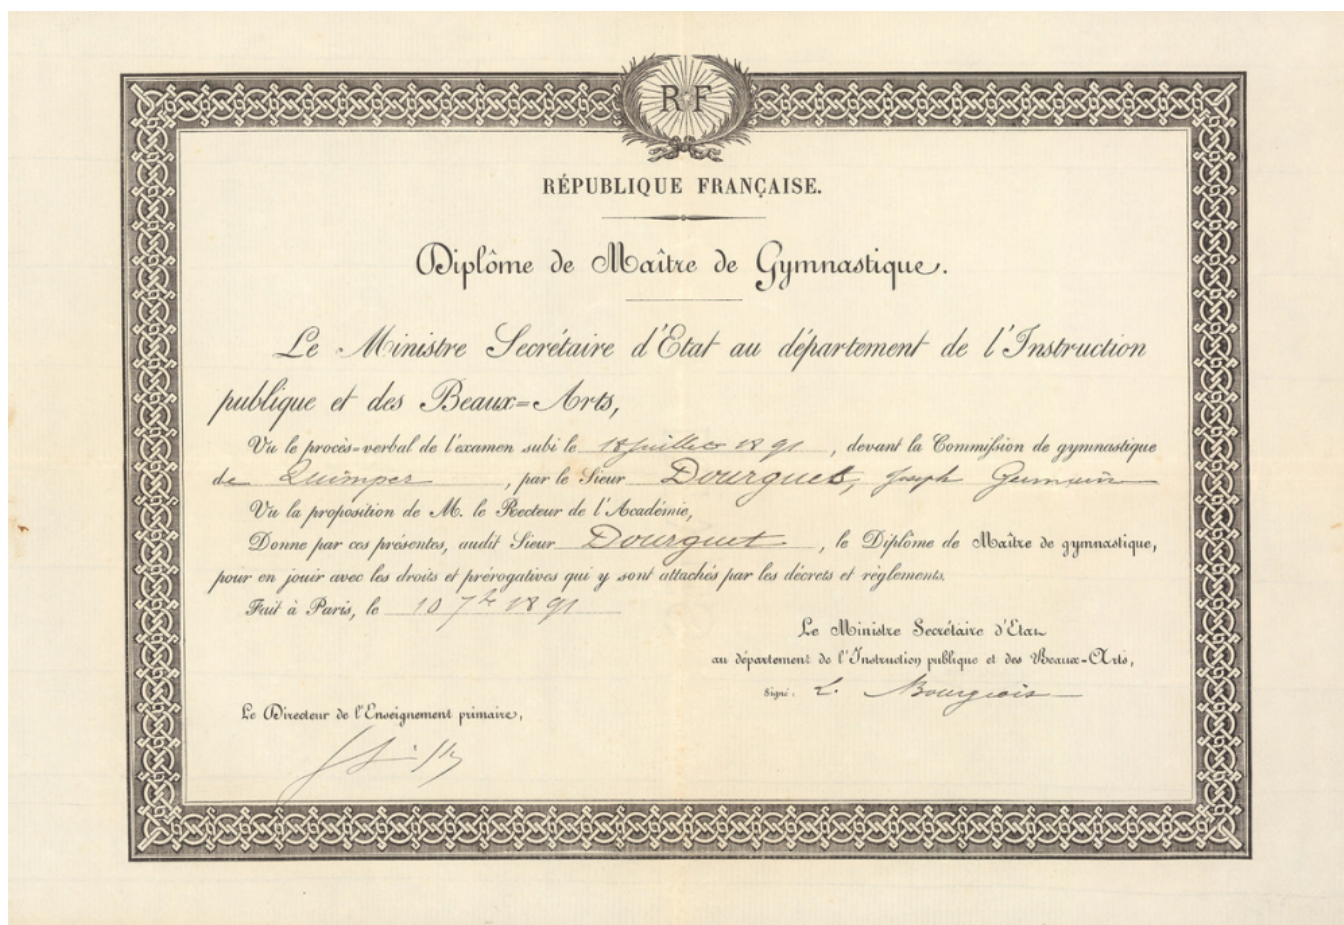 RF
RÉPUBLIQUE FRANÇAISE.
Diplôme de Maître de Gymnastique.
Le Ministre Secrétaire d'Etat au département de l'Instruction
publique et des Beaux=Arts,
Vu le procès=verbal de l'examen subi le 18 juillet 1891, devant la Commission de gymnastique
de Quimper, par le Sieur Dourguet, Joseph Germain
Vu la proposition de M. le Recteur de l'Académie,
Donne par ces présentes, audit Sieur Dourguet, le Diplôme de Maître de gymnastique,
pour en jouir avec les droits et prérogatives qui y sont attachés par les décrets et règlements.
Fait à Paris, le 10 7bre 1891
Le Ministre Secrétaire d'Etat
au département de l'Instruction publique et des Beaux-Arts,
Signé: L. Bourgeois
Le Directeur de l'Enseignement primaire,